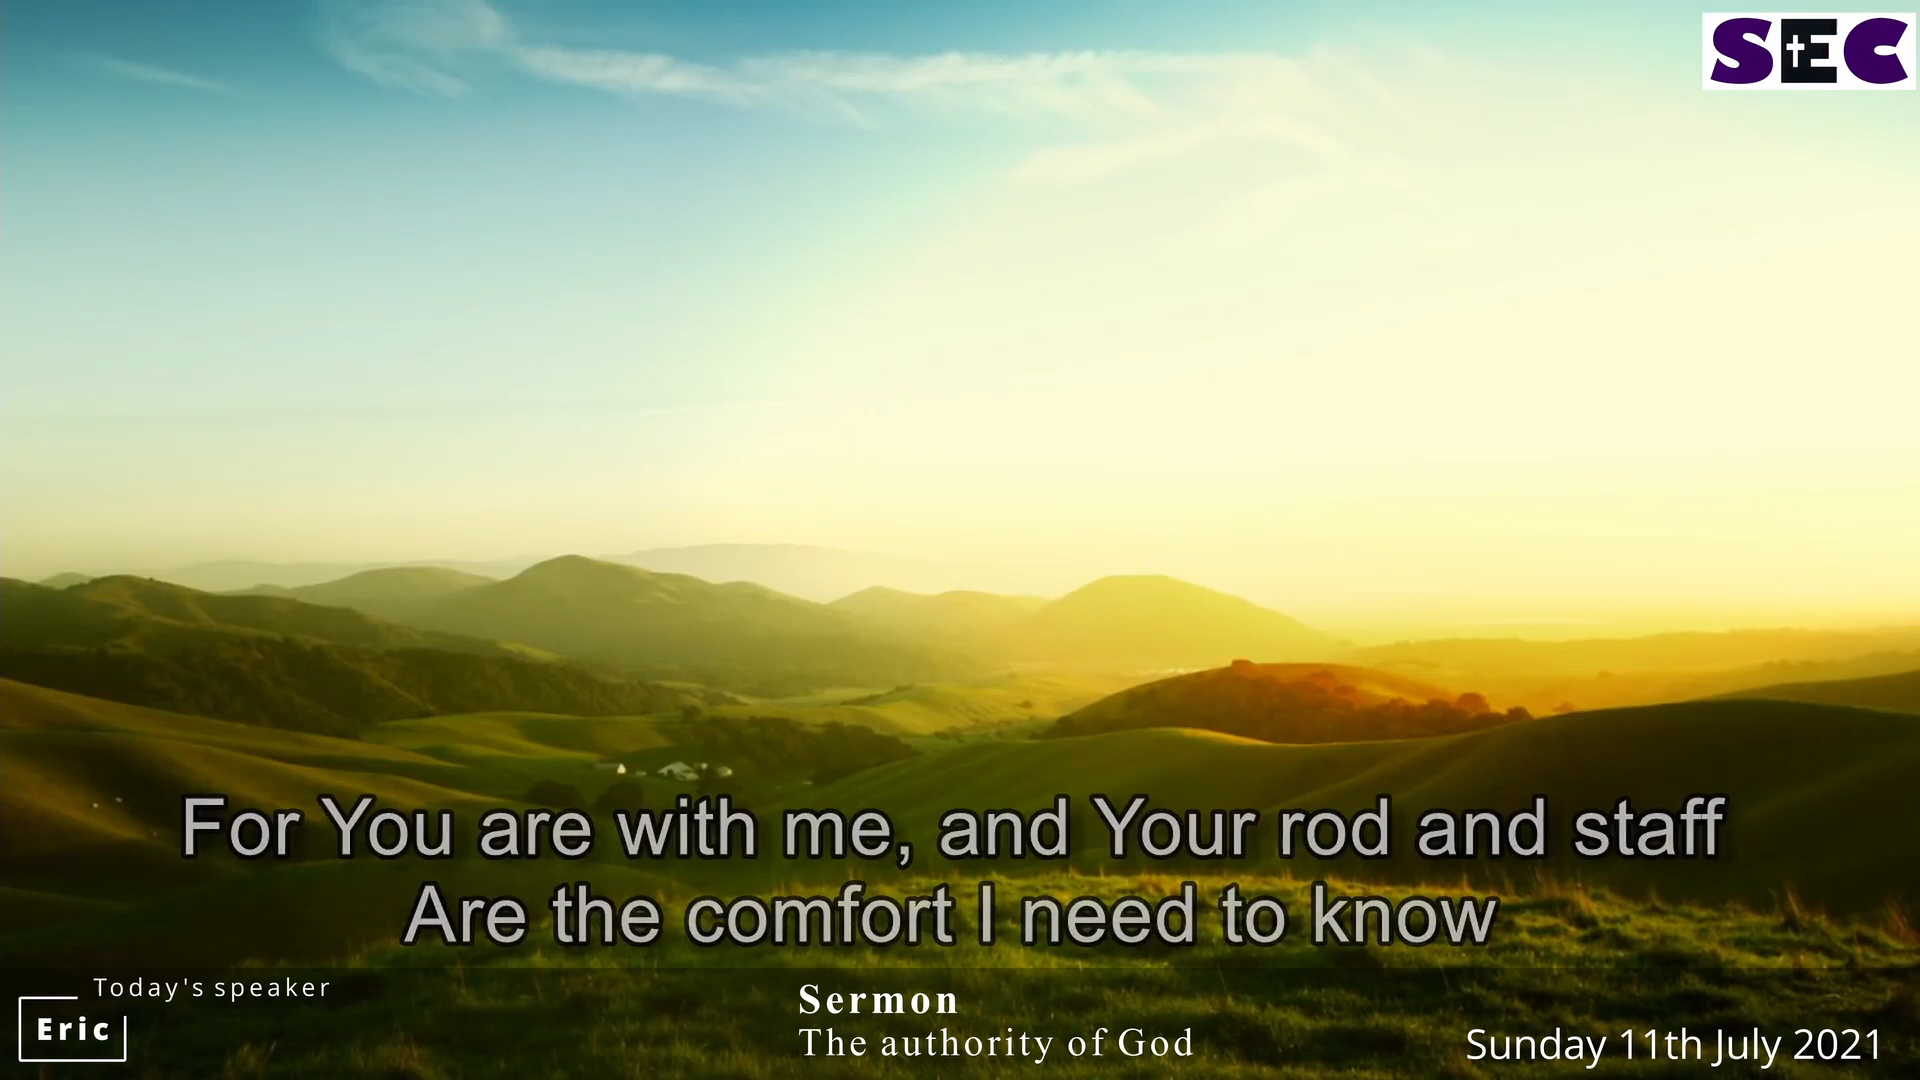 SEC
For You are with me, and Your rod and staff
Are the comfort I need to know
Today's speaker
Eric
Sermon
The authority of God
Sunday 11th July 2021